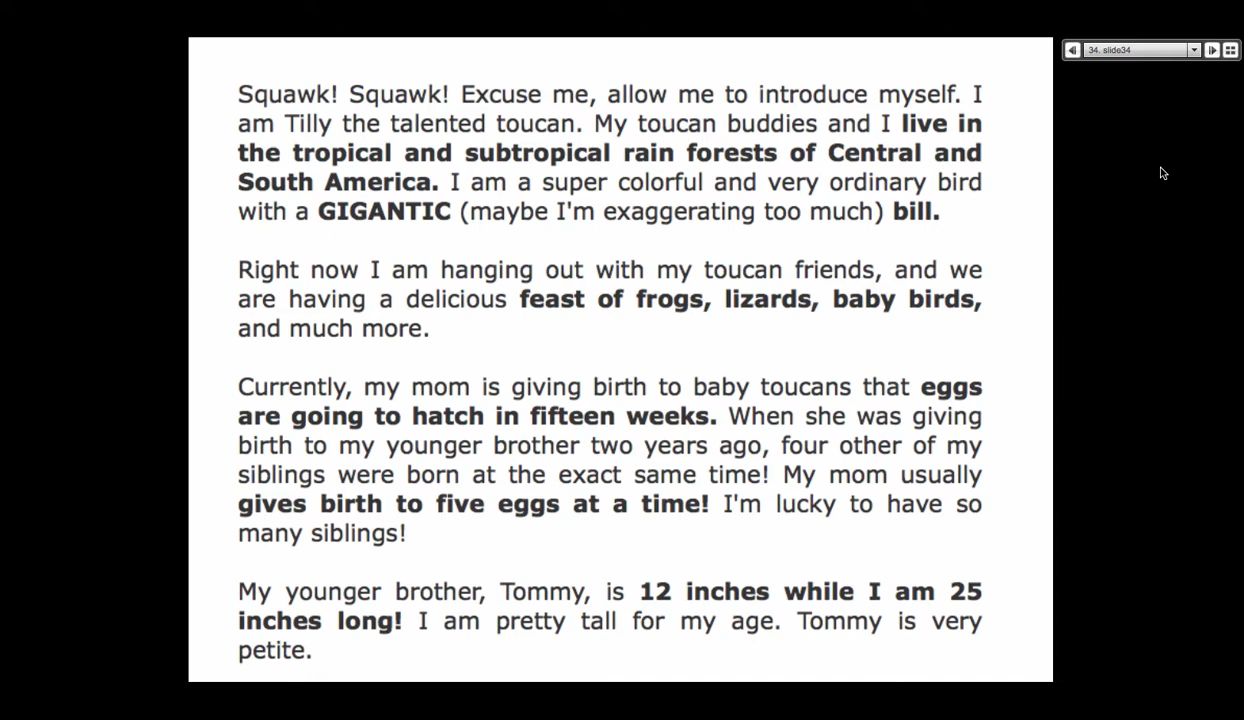 34. slide34
Squawk! Squawk! Excuse me, allow me to introduce myself. I
am Tilly the talented toucan. My toucan buddies and I live in
the tropical and subtropical rain forests of Central and
South America. I am a super colorful and very ordinary bird
with a GIGANTIC (maybe I'm exaggerating too much) bill.
Right now I am hanging out with my toucan friends, and we
are having a delicious feast of frogs, lizards, baby birds,
and much more.
Currently, my mom is giving birth to baby toucans that eggs
are going to hatch in fifteen weeks. When she was giving
birth to my younger brother two years ago, four other of my
siblings were born at the exact same time! My mom usually
gives birth to five eggs at a time! I'm lucky to have so
many siblings!
My younger brother, Tommy, is 12 inches while I am 25
inches long! I am pretty tall for my age. Tommy is very
petite.